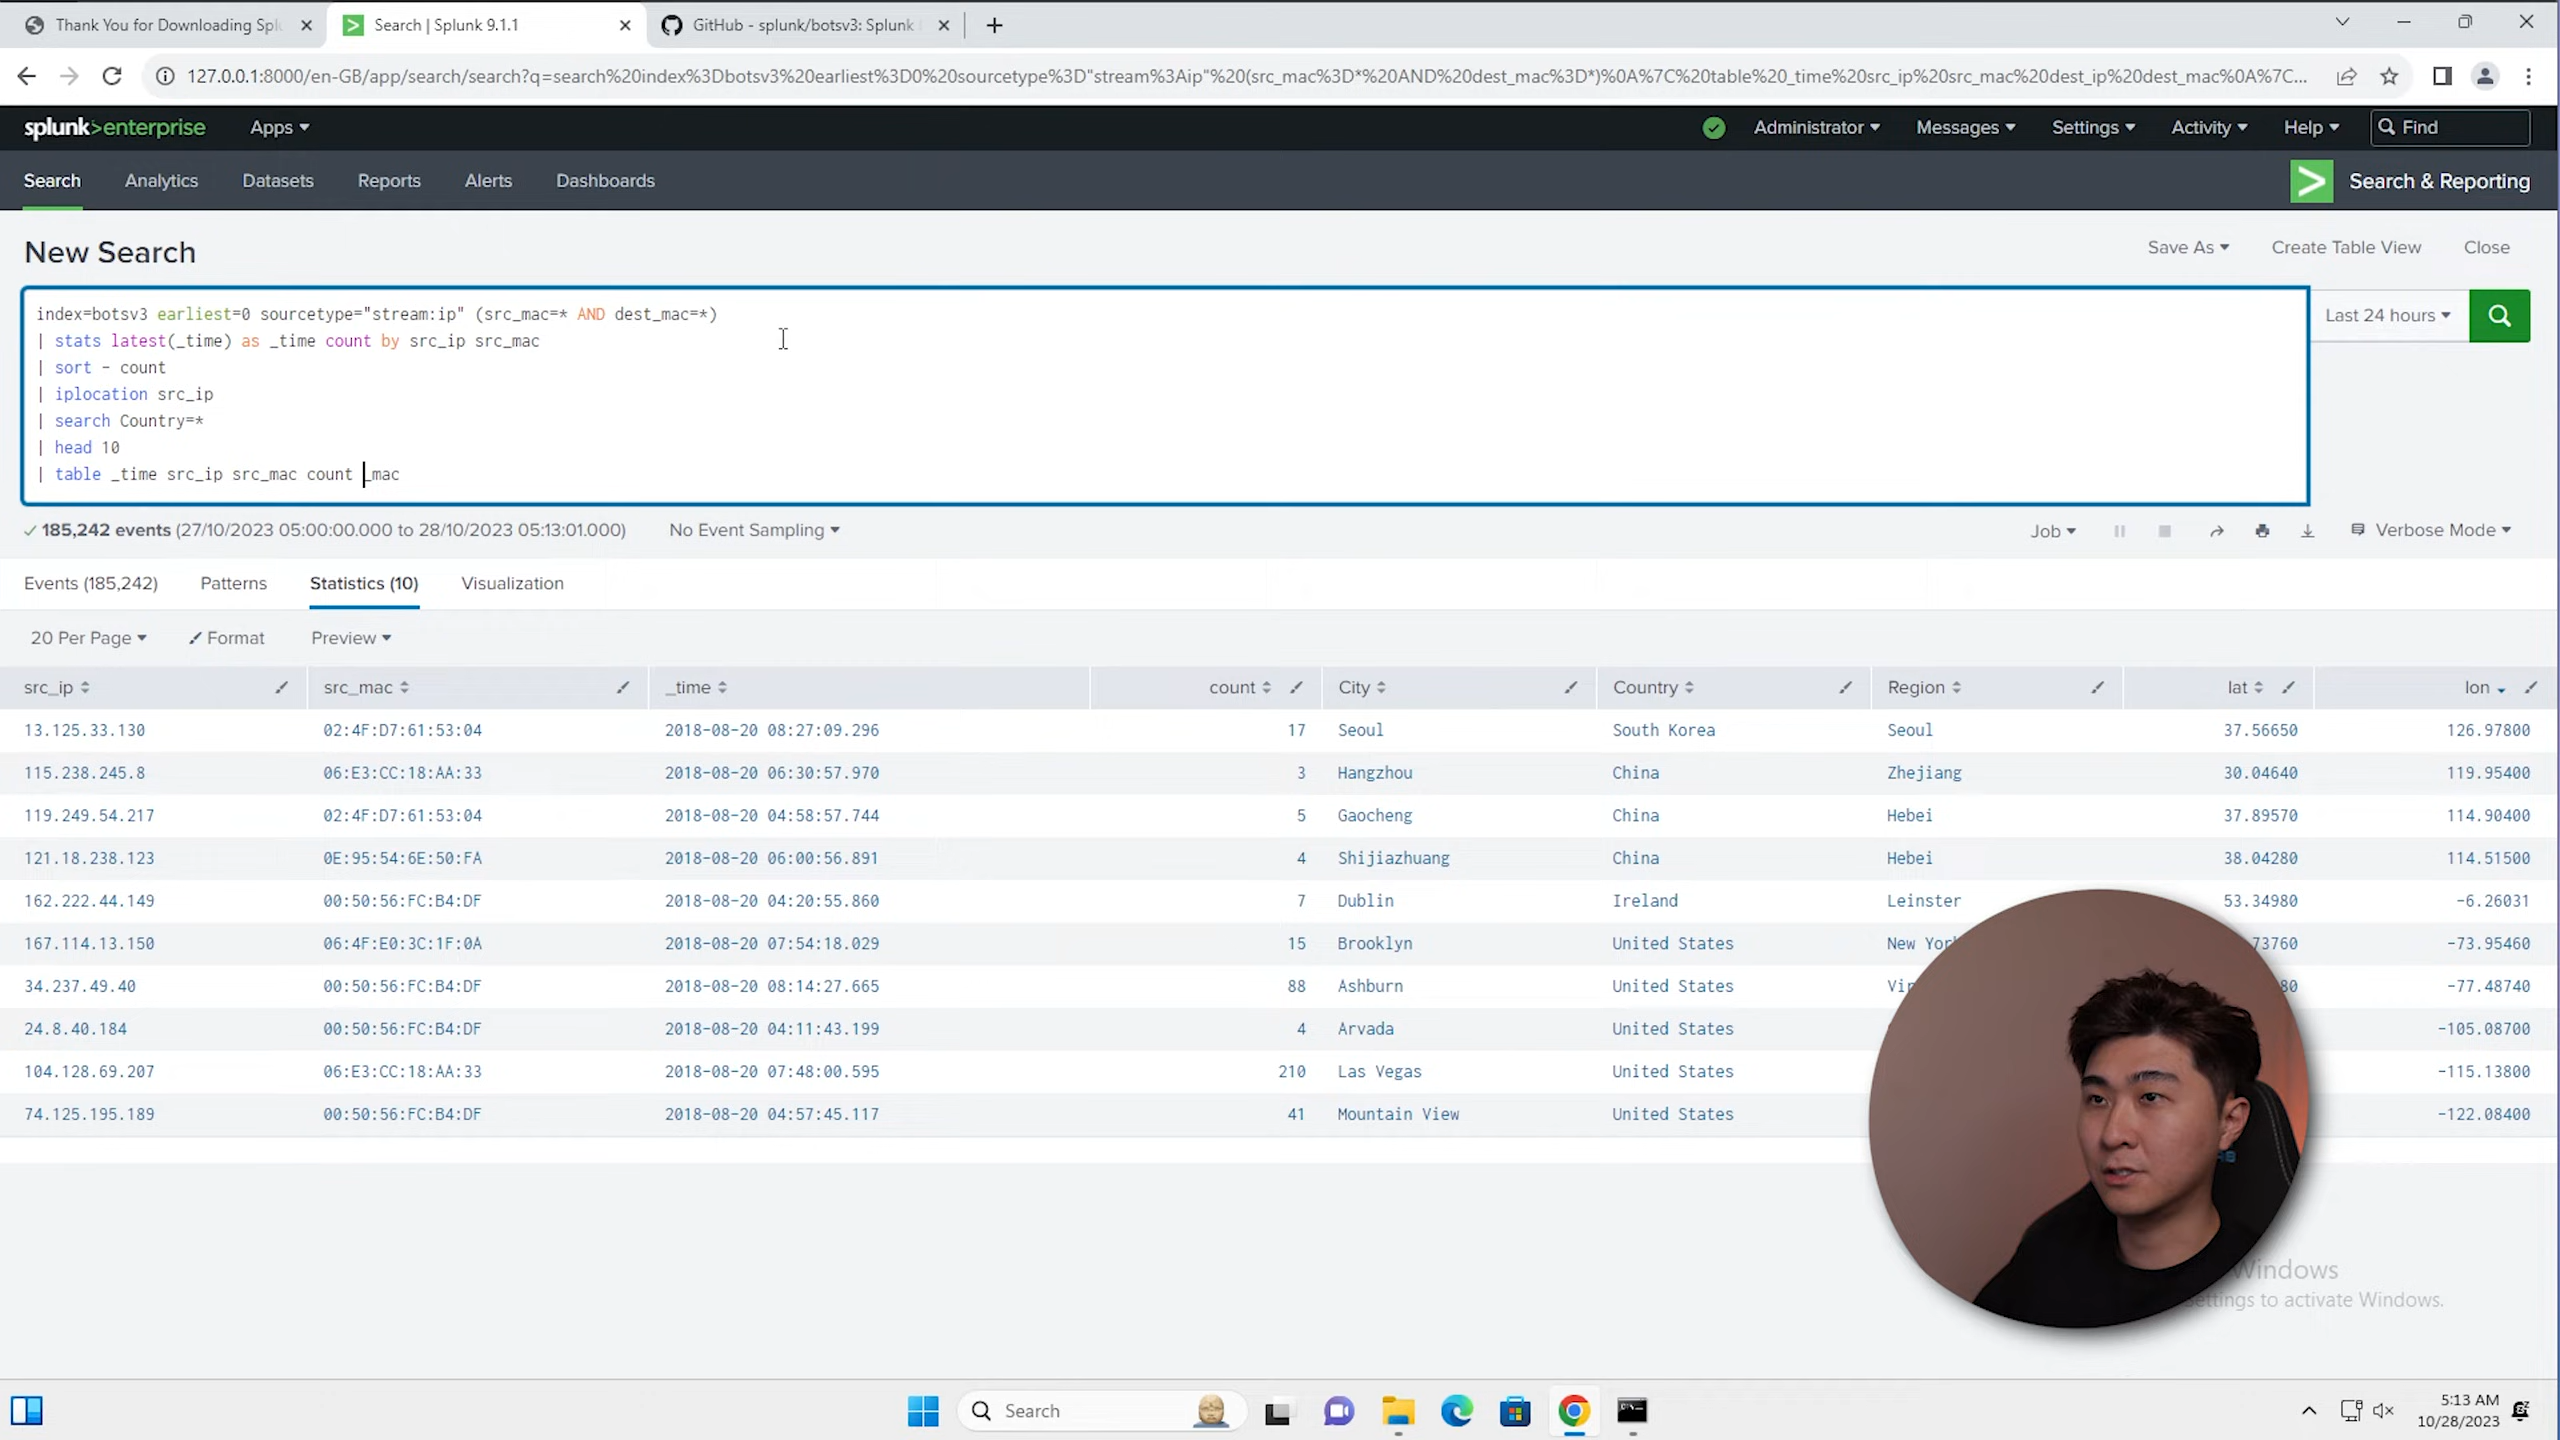 Thank You for Downloading Splu
Search | Splunk 9.1.1
GitHub - splunk/botsv3: Splunk
127.0.0.1:8000/en-GB/app/search/search?q=search%20index%3Dbotsv3%20earliest%3D0%20sourcetype%3D"stream%3Aip"%20(src_mac%3D*%20AND%20dest_mac%3D*)%0A%7C%20table%20_time%20src_ip%20src_mac%20dest_ip%20dest_mac%0A%7C...
splunk>enterprise Apps Administrator Messages Settings Activity Help Find
Search Analytics Datasets Reports Alerts Dashboards Search & Reporting
New Search Save As Create Table View Close
index=botsv3 earliest=0 sourcetype="stream:ip" (src_mac=* AND dest_mac=*) Last 24 hours
| stats latest(_time) as _time count by src_ip src_mac
| sort - count
| iplocation src_ip
| search Country=*
| head 10
| table _time src_ip src_mac count _mac
185,242 events (27/10/2023 05:00:00.000 to 28/10/2023 05:13:01.000) No Event Sampling Job Verbose Mode
Events (185,242) Patterns Statistics (10) Visualization
20 Per Page Format Preview
src_ip src_mac _time count City Country Region lat lon
13.125.33.130 02:4F:D7:61:53:04 2018-08-20 08:27:09.296 17 Seoul South Korea Seoul 37.56650 126.97800
115.238.245.8 06:E3:CC:18:AA:33 2018-08-20 06:30:57.970 3 Hangzhou China Zhejiang 30.04640 119.95400
119.249.54.217 02:4F:D7:61:53:04 2018-08-20 04:58:57.744 5 Gaocheng China Hebei 37.89570 114.90400
121.18.238.123 0E:95:54:6E:50:FA 2018-08-20 06:00:56.891 4 Shijiazhuang China Hebei 38.04280 114.51500
162.222.44.149 00:50:56:FC:B4:DF 2018-08-20 04:20:55.860 7 Dublin Ireland Leinster 53.34980 -6.26031
167.114.13.150 06:4F:E0:3C:1F:0A 2018-08-20 07:54:18.029 15 Brooklyn United States New 73760 -73.95460
34.237.49.40 00:50:56:FC:B4:DF 2018-08-20 08:14:27.665 88 Ashburn United States -77.48740
24.8.40.184 00:50:56:FC:B4:DF 2018-08-20 04:11:43.199 4 Arvada United States -105.08700
104.128.69.207 06:E3:CC:18:AA:33 2018-08-20 07:48:00.595 210 Las Vegas United States -115.13800
74.125.195.189 00:50:56:FC:B4:DF 2018-08-20 04:57:45.117 41 Mountain View United States -122.08400
Windows
to activate Windows.
Search
5:13 AM
10/28/2023